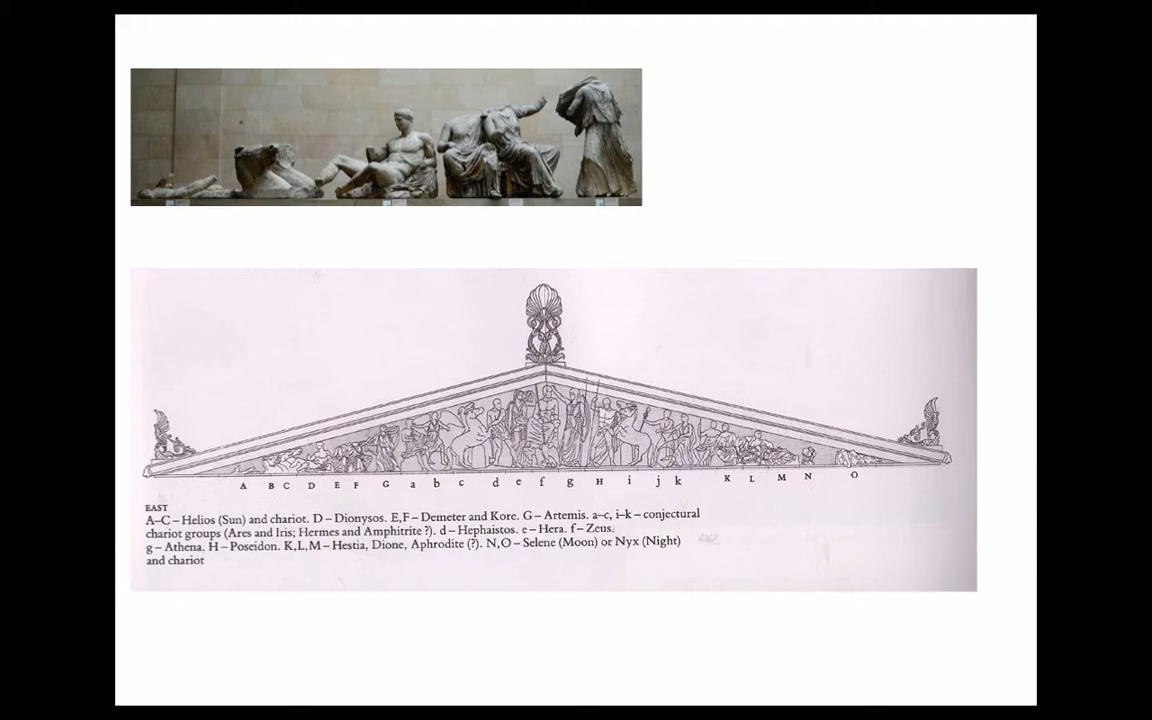 A B C D E F G a b c d e f g H i j k K L M N O
EAST
A–C – Helios (Sun) and chariot. D – Dionysos. E,F – Demeter and Kore. G – Artemis. a–c, i–k – conjectural
chariot groups (Ares and Iris; Hermes and Amphitrite ?). d – Hephaistos. e – Hera. f – Zeus.
g – Athena. H – Poseidon. K,L,M – Hestia, Dione, Aphrodite (?). N,O – Selene (Moon) or Nyx (Night)
and chariot